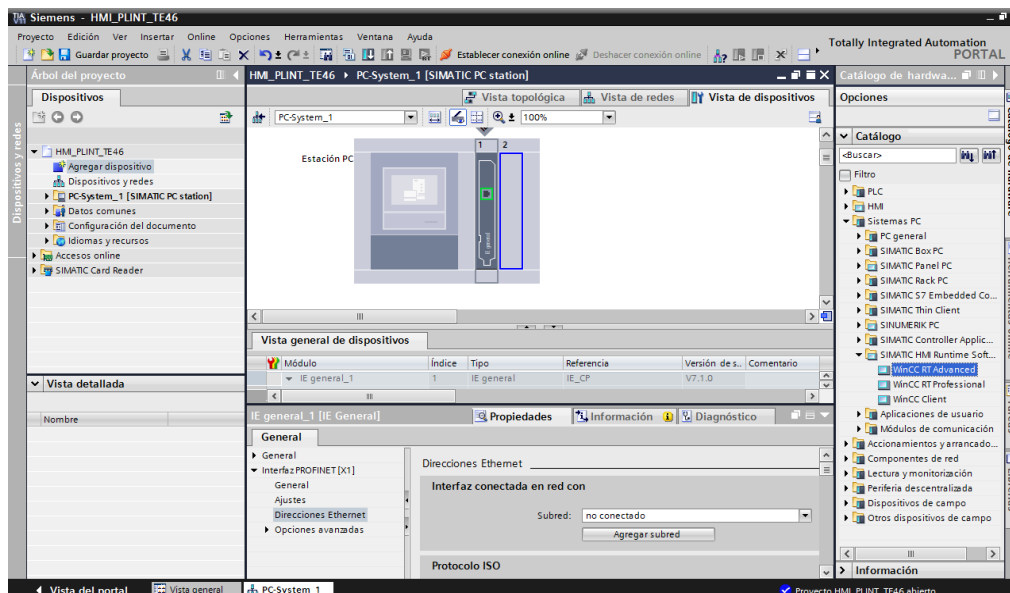 Siemens - HMI_PLINT_TE46
Proyecto Edición Ver Insertar Online Opciones Herramientas Ventana Ayuda
Guardar proyecto Establecer conexión online Deshacer conexión online
Totally Integrated Automation
PORTAL
Árbol del proyecto
Dispositivos
Dispositivos y redes
HMI_PLINT_TE46
Agregar dispositivo
Dispositivos y redes
PC-System_1 [SIMATIC PC station]
Datos comunes
Configuración del documento
Idiomas y recursos
Accesos online
SIMATIC Card Reader
Vista detallada
Nombre
HMI_PLINT_TE46 PC-System_1 [SIMATIC PC station]
Vista topológica Vista de redes Vista de dispositivos
PC-System_1 100%
1 2
Estación PC
IE general
Vista general de dispositivos
Módulo Índice Tipo Referencia Versión de s.. Comentario
IE general_1 1 IE general IE_CP V7.1.0
IE general_1 [IE General]
Propiedades Información Diagnóstico
General
General
Interfaz PROFINET [X1]
General
Ajustes
Direcciones Ethernet
Opciones avanzadas
Direcciones Ethernet
Interfaz conectada en red con
Subred: no conectado
Agregar subred
Protocolo ISO
Catálogo de hardwa...
Opciones
Catálogo
<Buscar>
Filtro
PLC
HMI
Sistemas PC
PC general
SIMATIC Box PC
SIMATIC Panel PC
SIMATIC Rack PC
SIMATIC S7 Embedded Co...
SIMATIC Thin Client
SINUMERIK PC
SIMATIC Controller Applic...
SIMATIC HMI Runtime Soft...
WinCC RT Advanced
WinCC RT Professional
WinCC Client
Aplicaciones de usuario
Módulos de comunicación
Accionamientos y arrancado...
Componentes de red
Lectura y monitorización
Periferia descentralizada
Dispositivos de campo
Otros dispositivos de campo
Información
Vista del portal Vista general PC-System_1
Proyecto HMI_PLINT_TE46 abierto